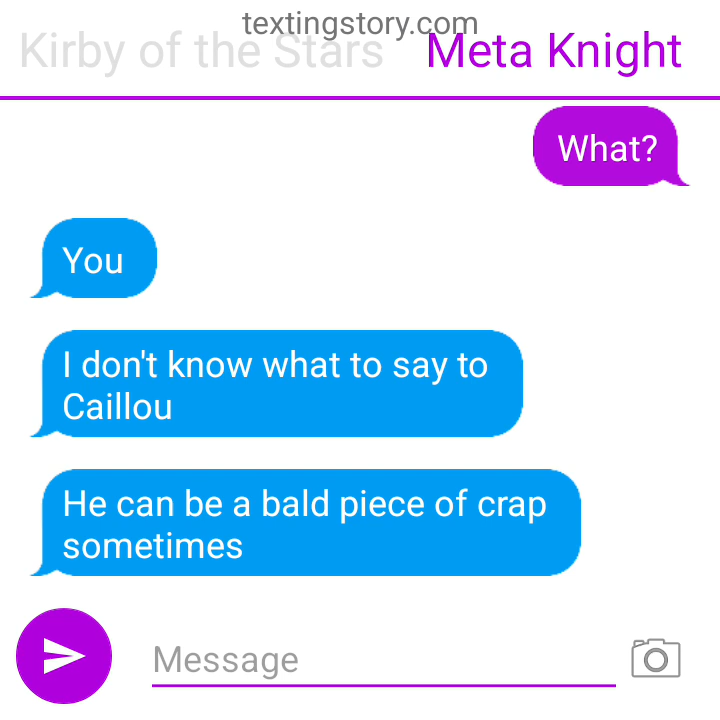 textingstory.com
Kirby of the Stars Meta Knight
What?
You
I don't know what to say to
Caillou
He can be a bald piece of crap
sometimes
Message